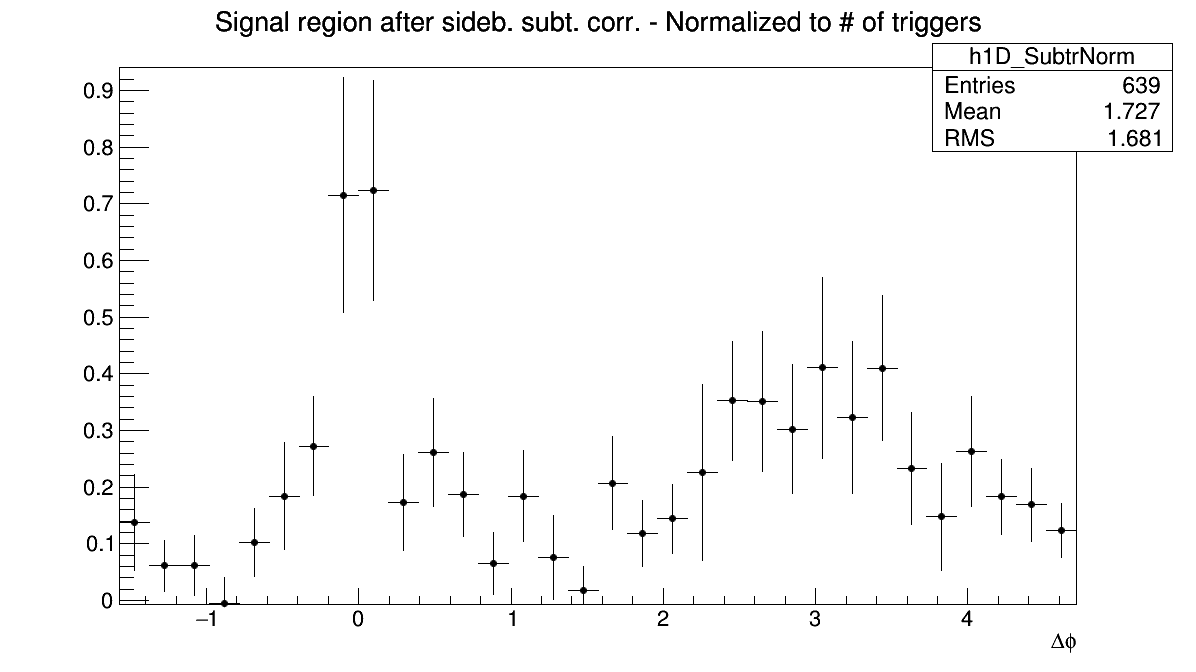 Signal region after sideb. subt. corr. - Normalized to # of triggers
h1D_SubtrNorm
Entries 639
Mean 1.727
RMS 1.681
0.9
0.8
0.7
0.6
0.5
0.4
0.3
0.2
0.1
0
−1 0 1 2 3 4
Δϕ